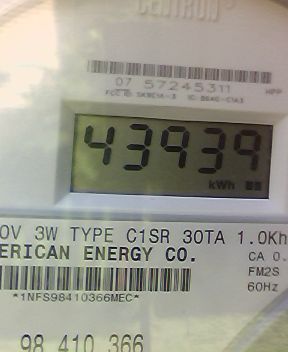 CENTRON
07 57245311
HPP
43939
kWh
0V 3W TYPE C1SR 30TA 1.0Kh
ERICAN ENERGY CO.
CA 0.
FM2S
60Hz
*1NFS98410366MEC*
98 410 366